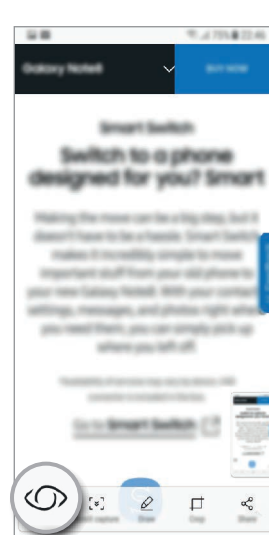 22:46
Galaxy Note8
BUY NOW
Smart Switch
Switch to a phone
designed for you? Smart
Making the move can be a big step, but it
doesn't have to be a hassle. Smart Switch
makes it incredibly simple to move
important stuff from your old phone to
your new Galaxy Note8. With your contacts,
settings, messages, and photos right where
you need them, you can simply pick up
where you left off.
Go to Smart Switch
capture
Draw
Crop
Share